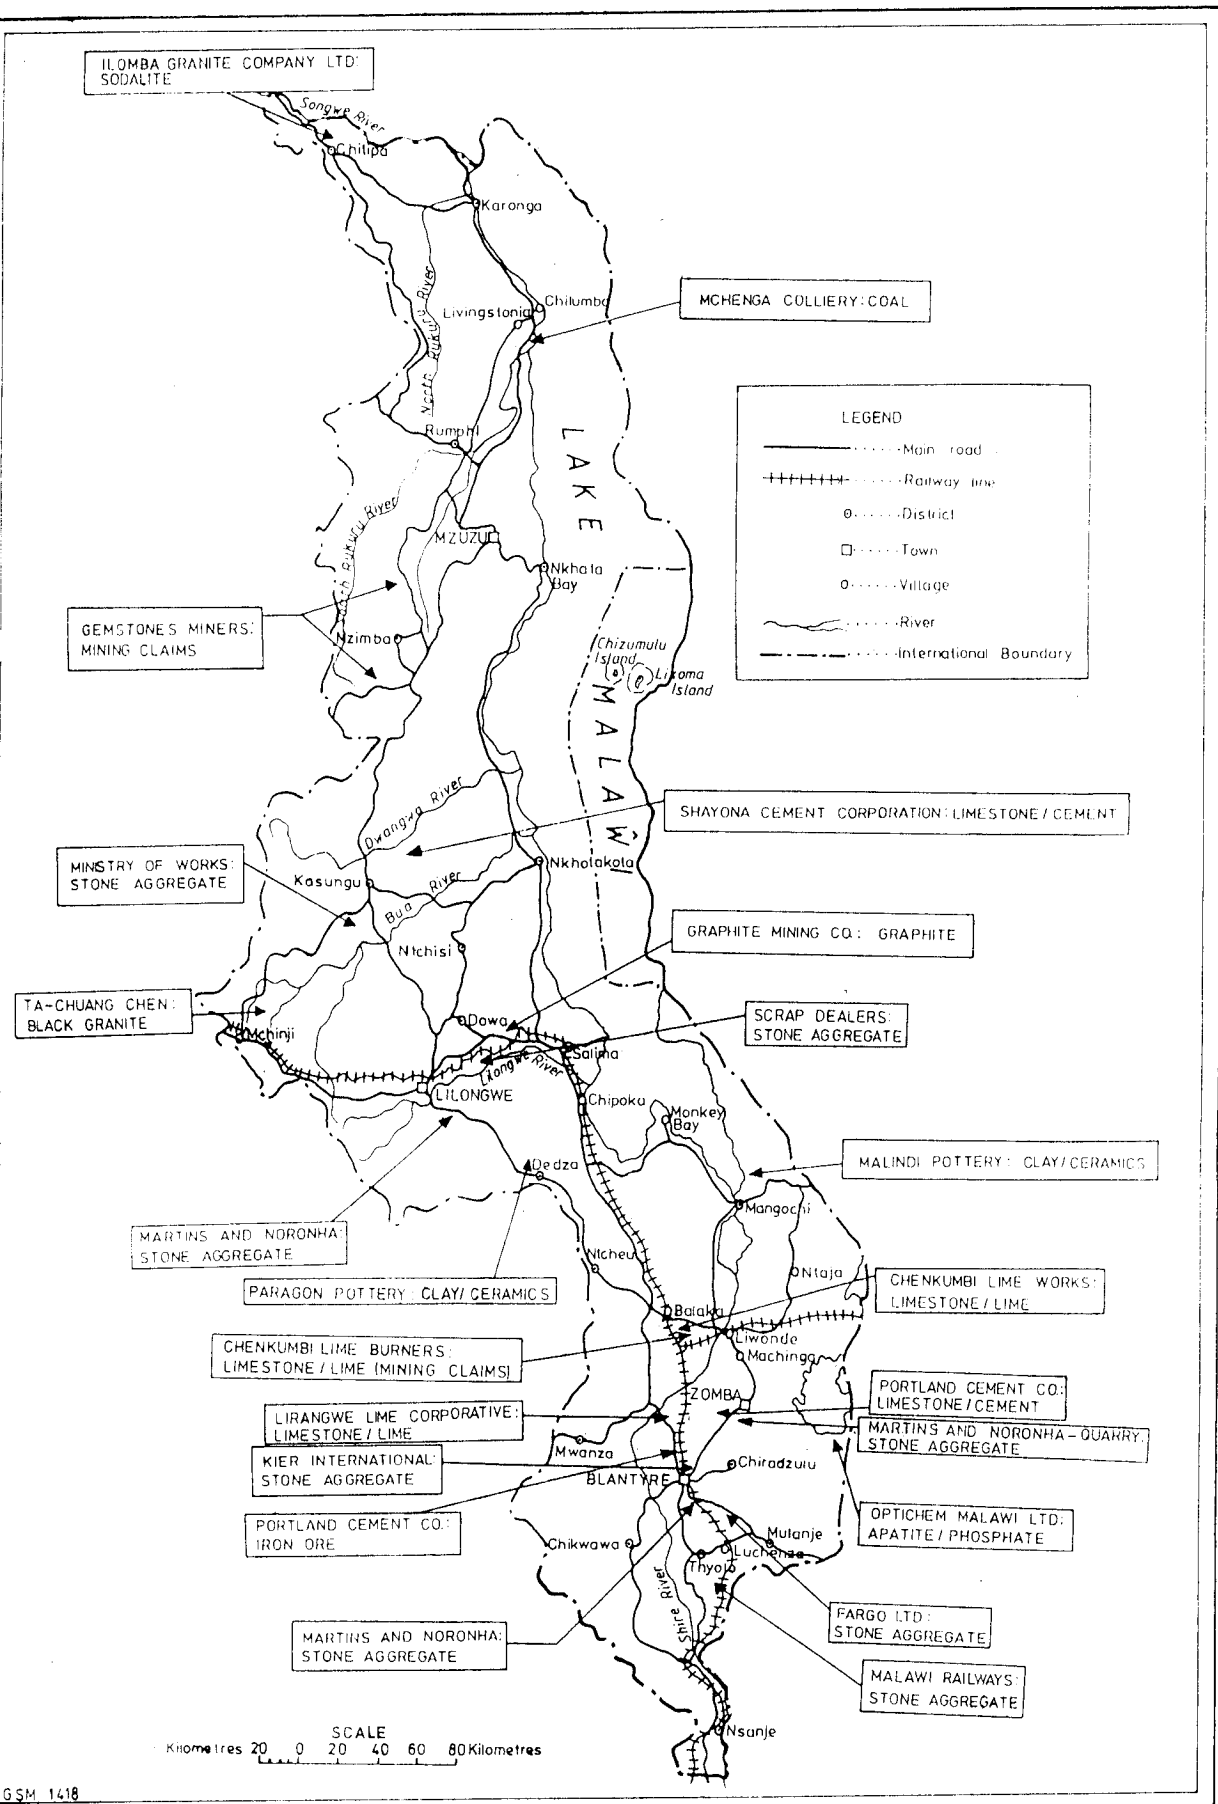 ILOMBA GRANITE COMPANY LTD:
SODALITE
Songwe River
Chitipa
Karonga
North Rukuru River
Chilumba
Livingstonia
MCHENGA COLLIERY: COAL
LEGEND
Main road
Railway line
District
Town
Village
River
International Boundary
Rumphi
LAKE MALAŴI
South Rukuru River
MZUZU
Nkhata
Bay
GEMSTONES MINERS:
MINING CLAIMS
Mzimba
Chizumulu
Island
Likoma
Island
Dwangwa River
SHAYONA CEMENT CORPORATION: LIMESTONE/CEMENT
MINISTRY OF WORKS:
STONE AGGREGATE
Kasungu
Nkhotakota
Bua River
Ntchisi
GRAPHITE MINING CO.: GRAPHITE
TA-CHUANG CHEN:
BLACK GRANITE
SCRAP DEALERS:
STONE AGGREGATE
Mchinji
Dowa
Salima
Lilongwe River
LILONGWE
Chipoka
Monkey
Bay
Dedza
MALINDI POTTERY: CLAY/CERAMICS
Mangochi
MARTINS AND NORONHA:
STONE AGGREGATE
Ntcheu
Ntaja
PARAGON POTTERY: CLAY/CERAMICS
CHENKUMBI LIME WORKS:
LIMESTONE/LIME
Balaka
Liwonde
Machinga
CHENKUMBI LIME BURNERS:
LIMESTONE/LIME (MINING CLAIMS)
ZOMBA
PORTLAND CEMENT CO.:
LIMESTONE/CEMENT
LIRANGWE LIME CORPORATIVE:
LIMESTONE/LIME
MARTINS AND NORONHA-QUARRY:
STONE AGGREGATE
Mwanza
KIER INTERNATIONAL:
STONE AGGREGATE
Chiradzulu
BLANTYRE
PORTLAND CEMENT CO.:
IRON ORE
OPTICHEM MALAWI LTD:
APATITE/PHOSPHATE
Chikwawa
Mulanje
Luchenza
Thyolo
Shire River
FARGO LTD:
STONE AGGREGATE
MARTINS AND NORONHA:
STONE AGGREGATE
MALAWI RAILWAYS:
STONE AGGREGATE
Nsanje
SCALE
Kilometres 20 0 20 40 60 80 Kilometres
GSM 1418